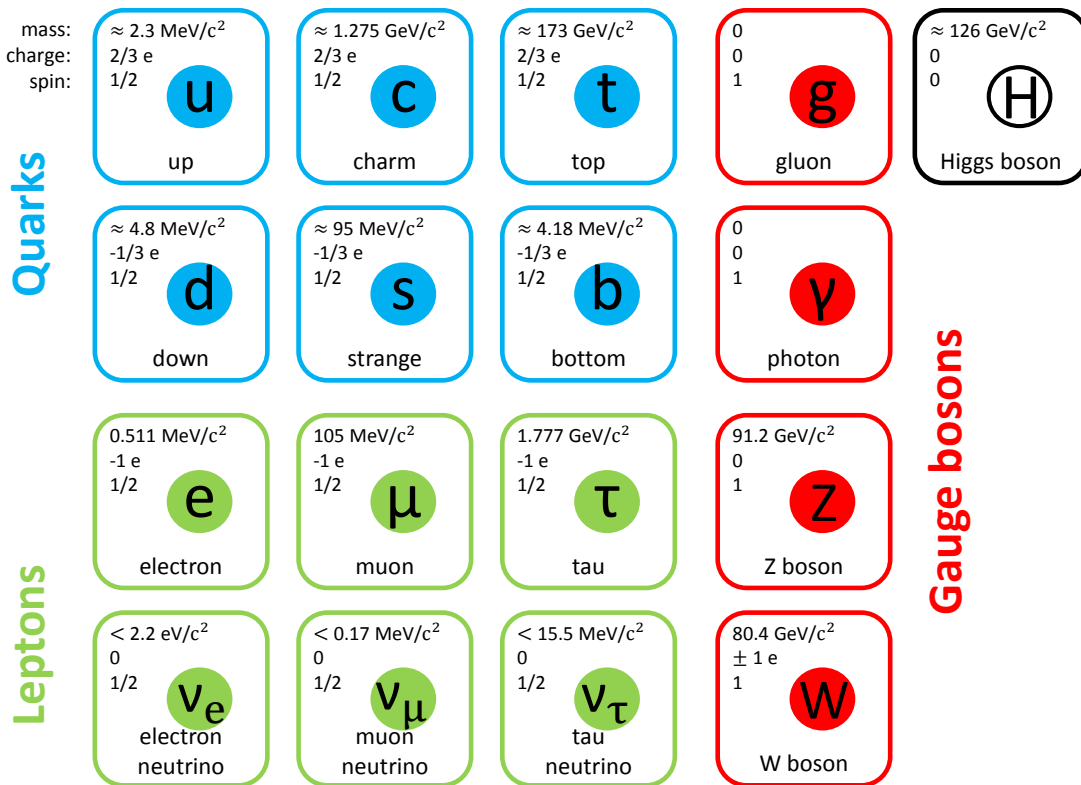 mass:
charge:
spin:
≈ 2.3 MeV/c²
2/3 e
1/2
u
up
≈ 1.275 GeV/c²
2/3 e
1/2
c
charm
≈ 173 GeV/c²
2/3 e
1/2
t
top
0
0
1
g
gluon
≈ 126 GeV/c²
0
0
H
Higgs boson
Quarks
≈ 4.8 MeV/c²
-1/3 e
1/2
d
down
≈ 95 MeV/c²
-1/3 e
1/2
s
strange
≈ 4.18 MeV/c²
-1/3 e
1/2
b
bottom
0
0
1
γ
photon
Gauge bosons
0.511 MeV/c²
-1 e
1/2
e
electron
105 MeV/c²
-1 e
1/2
μ
muon
1.777 GeV/c²
-1 e
1/2
τ
tau
91.2 GeV/c²
0
1
Z
Z boson
Leptons
< 2.2 eV/c²
0
1/2
νe
electron
neutrino
< 0.17 MeV/c²
0
1/2
νμ
muon
neutrino
< 15.5 MeV/c²
0
1/2
ντ
tau
neutrino
80.4 GeV/c²
± 1 e
1
W
W boson